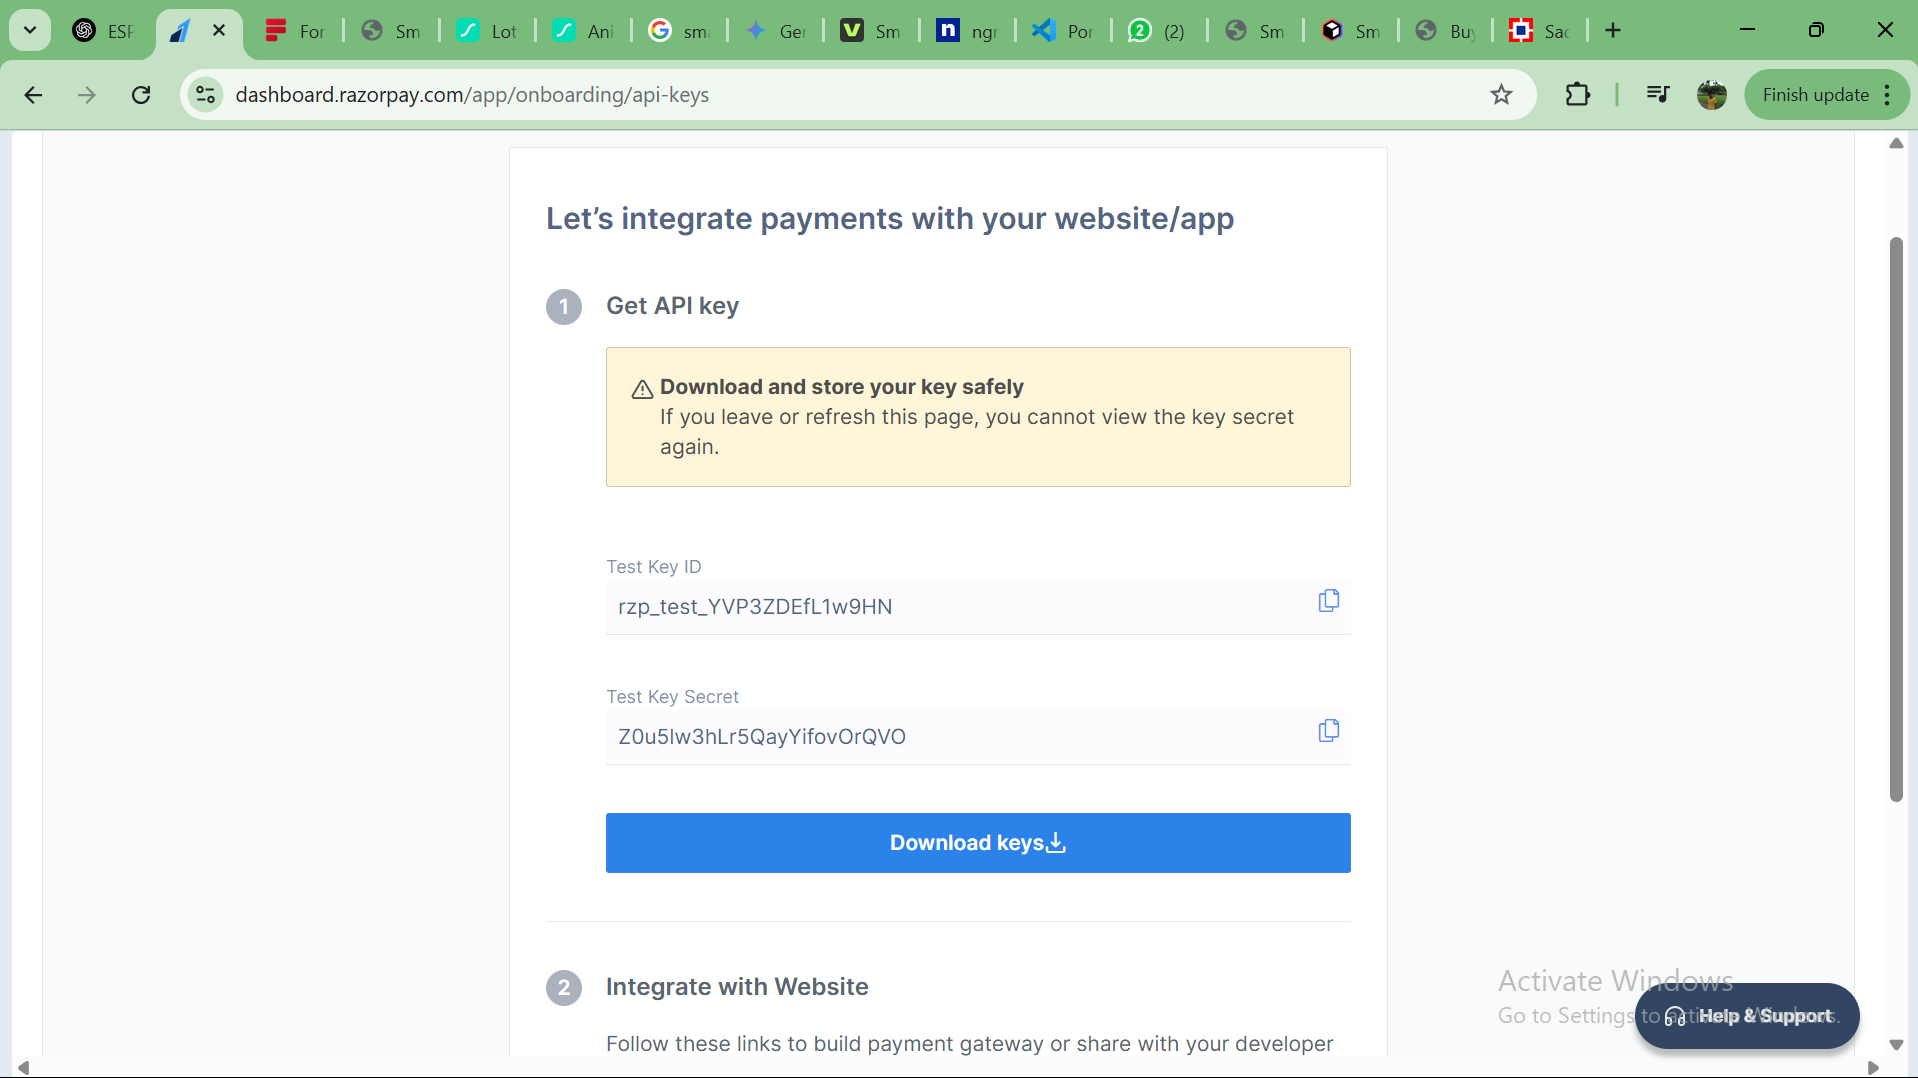 ESP
For
Sm
Lot
Ani
sma
Ger
Sm
ngr
Por
(2)
Sm
Sm
Buy
Sac
dashboard.razorpay.com/app/onboarding/api-keys
Finish update
Let's integrate payments with your website/app
1 Get API key
Download and store your key safely
If you leave or refresh this page, you cannot view the key secret
again.
Test Key ID
rzp_test_YVP3ZDEfL1w9HN
Test Key Secret
Z0u5lw3hLr5QayYifovOrQVO
Download keys
2 Integrate with Website
Follow these links to build payment gateway or share with your developer
Activate Windows
Go to Settings to activate Windows.
Help & Support